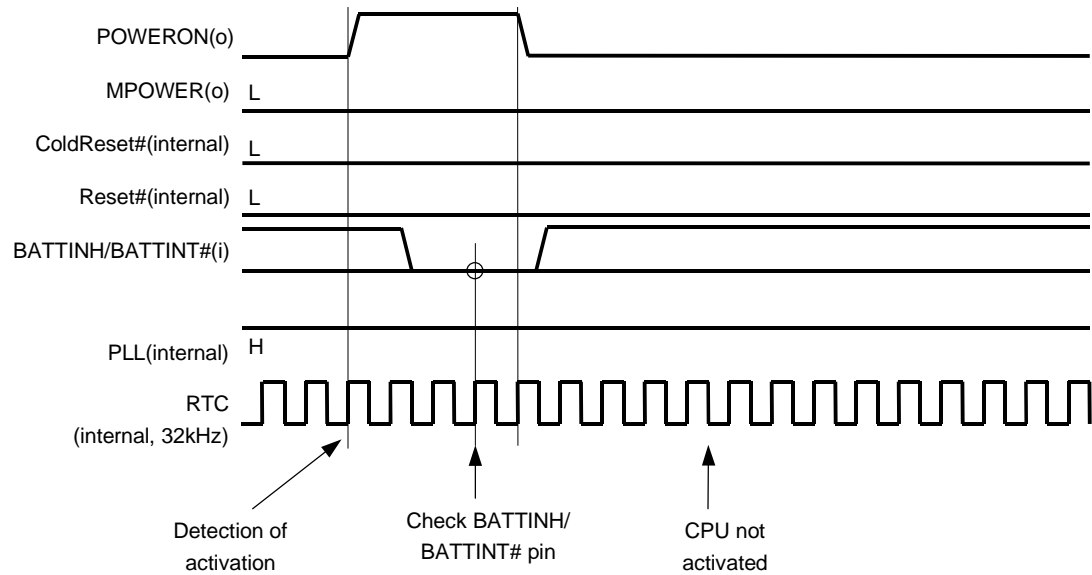 POWERON(o)
MPOWER(o) L
ColdReset#(internal) L
Reset#(internal) L
BATTINH/BATTINT#(i)
PLL(internal) H
RTC
(internal, 32kHz)
Detection of
activation
Check BATTINH/
BATTINT# pin
CPU not
activated